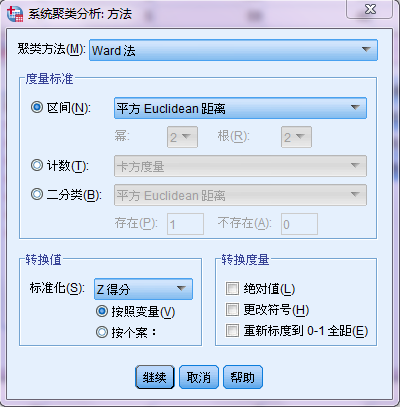 系统聚类分析: 方法
聚类方法(M): Ward 法
度量标准
区间(N): 平方 Euclidean 距离
幂: 2 根(R): 2
计数(T): 卡方度量
二分类(B): 平方 Euclidean 距离
存在(P): 1 不存在(A): 0
转换值
标准化(S): Z 得分
按照变量(V)
按个案：
转换度量
绝对值(L)
更改符号(H)
重新标度到 0-1 全距(E)
继续 取消 帮助